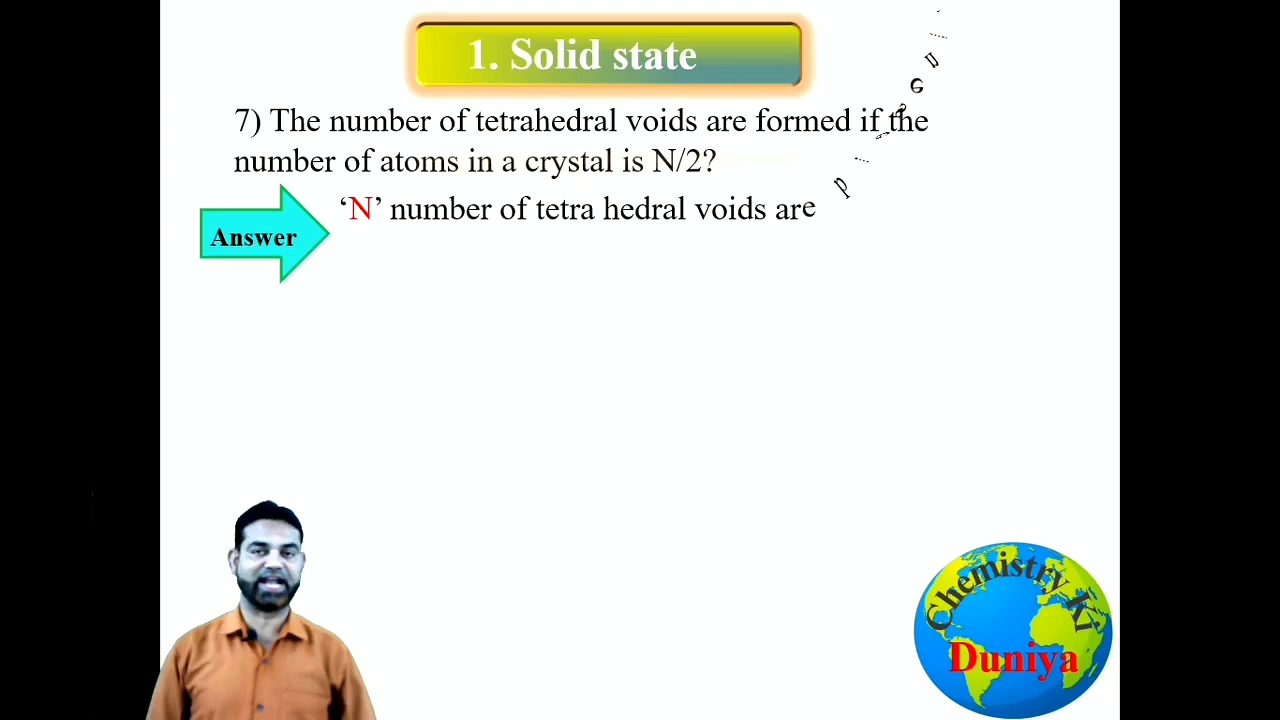 1. Solid state
7) The number of tetrahedral voids are formed if the
number of atoms in a crystal is N/2?
Answer
‘N’ number of tetra hedral voids are
Chemistry Ki
Duniya